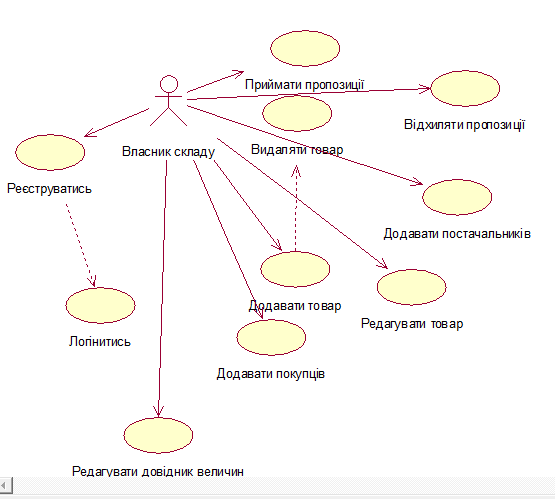 Приймати пропозиції
Відхиляти пропозиції
Власник складу
Видаляти товар
Реєструватись
Додавати постачальників
Додавати товар
Редагувати товар
Логінитись
Додавати покупців
Редагувати довідник величин